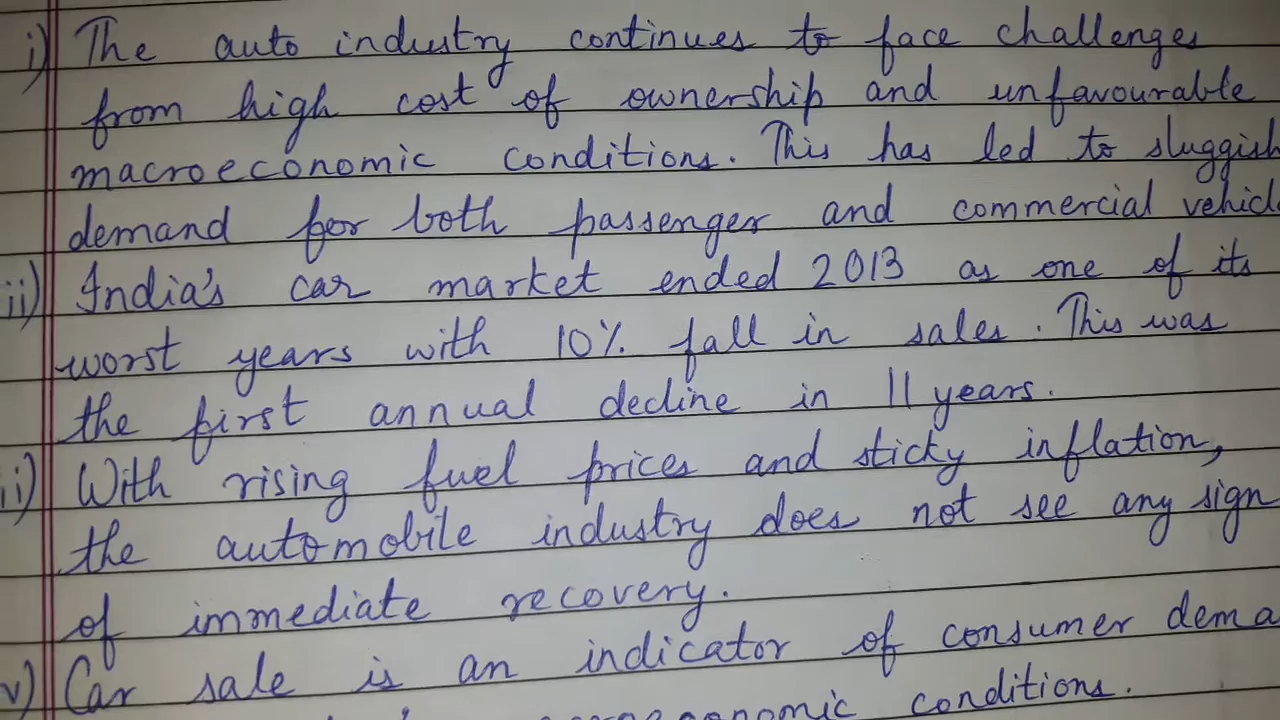 i) The auto industry continues to face challenges
from high cost of ownership and unfavourable
macroeconomic conditions. This has led to sluggish
demand for both passenger and commercial vehicl
ii) India's car market ended 2013 as one of its
worst years with 10% fall in sales. This was
the first annual decline in 11 years.
ii) With rising fuel prices and sticky inflation,
the automobile industry does not see any sign
of immediate recovery.
v) Car sale is an indicator of consumer dema
conditions.